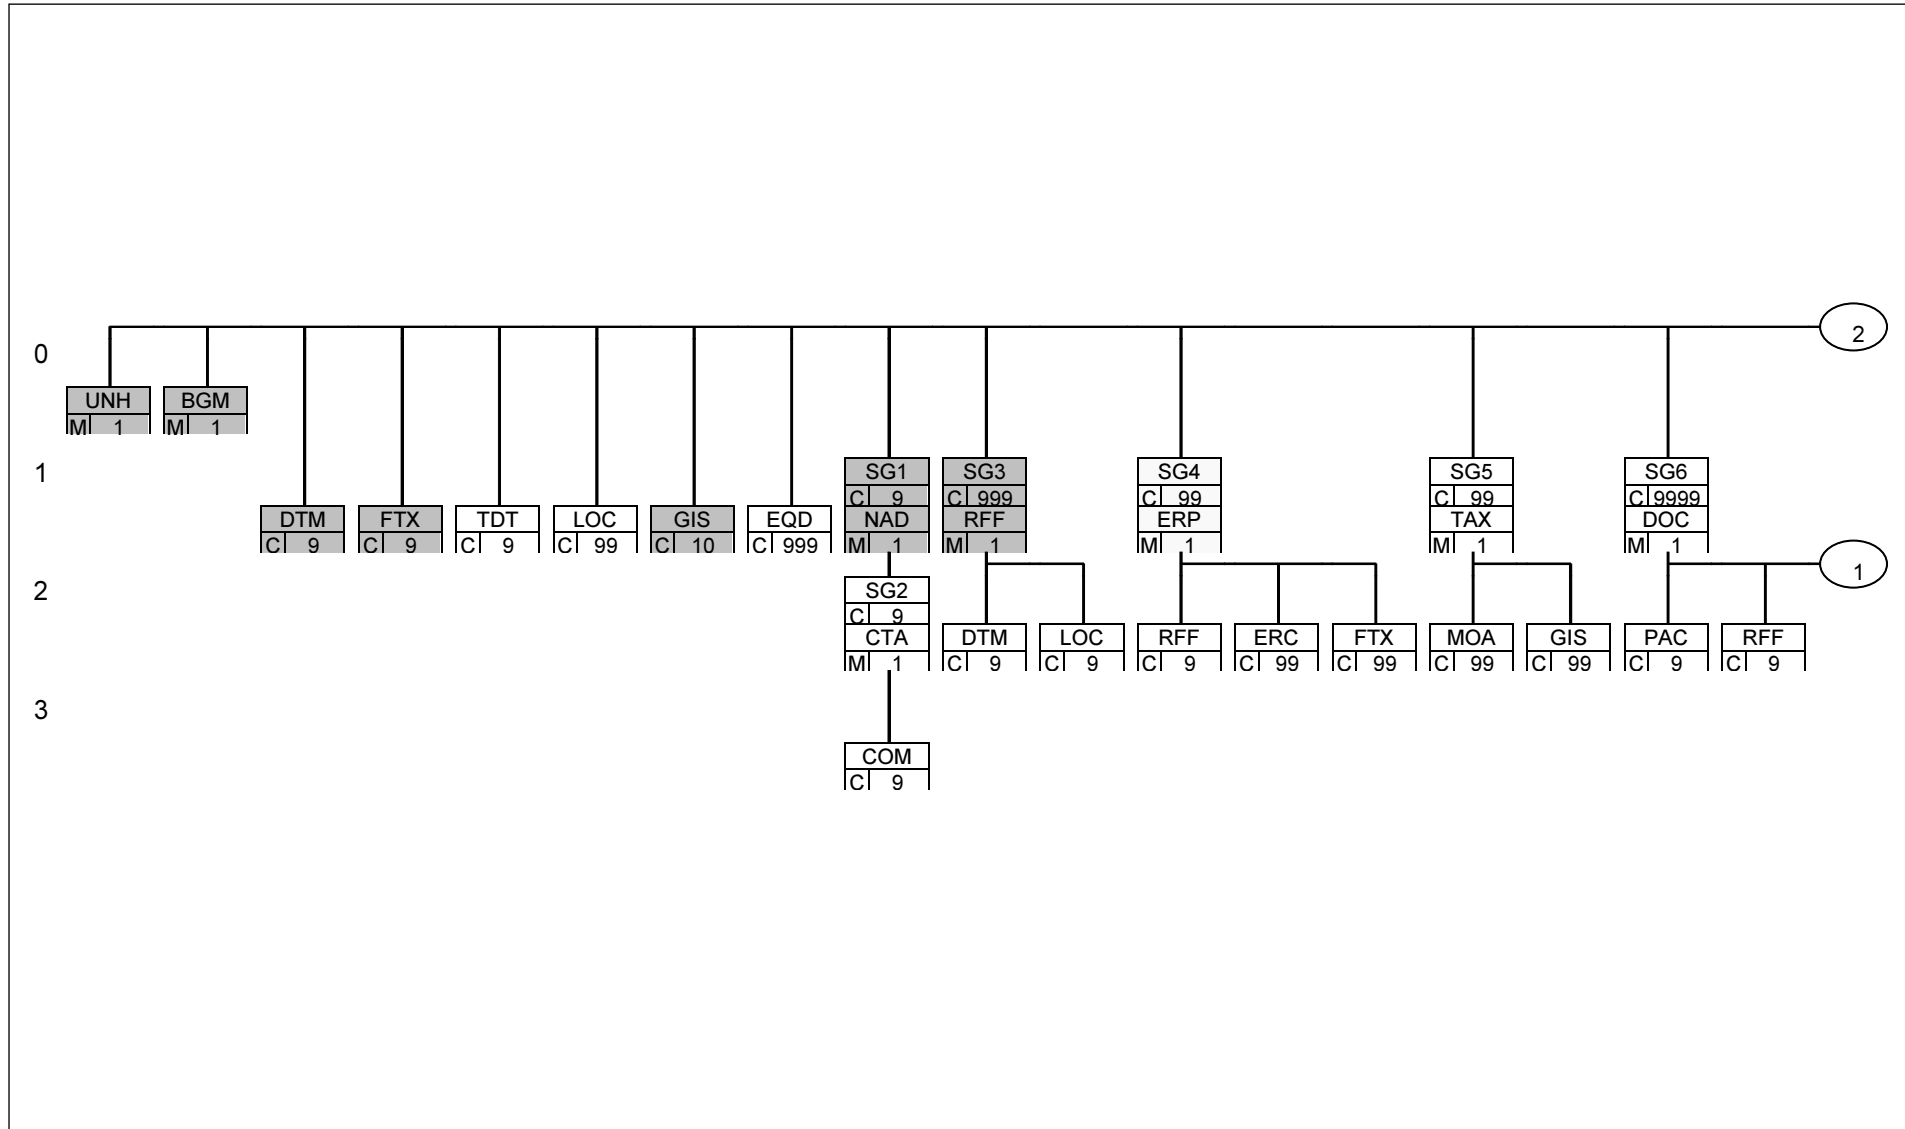 2
0
UNH BGM
M 1 M 1
1
SG1 SG3 SG4 SG5 SG6
C 9 C 999 C 99 C 99 C 9999
DTM FTX TDT LOC GIS EQD NAD RFF ERP TAX DOC
C 9 C 9 C 9 C 99 C 10 C 999 M 1 M 1 M 1 M 1 M 1
1
2
SG2
C 9
CTA DTM LOC RFF ERC FTX MOA GIS PAC RFF
M 1 C 9 C 9 C 9 C 99 C 99 C 99 C 99 C 9 C 9
3
COM
C 9